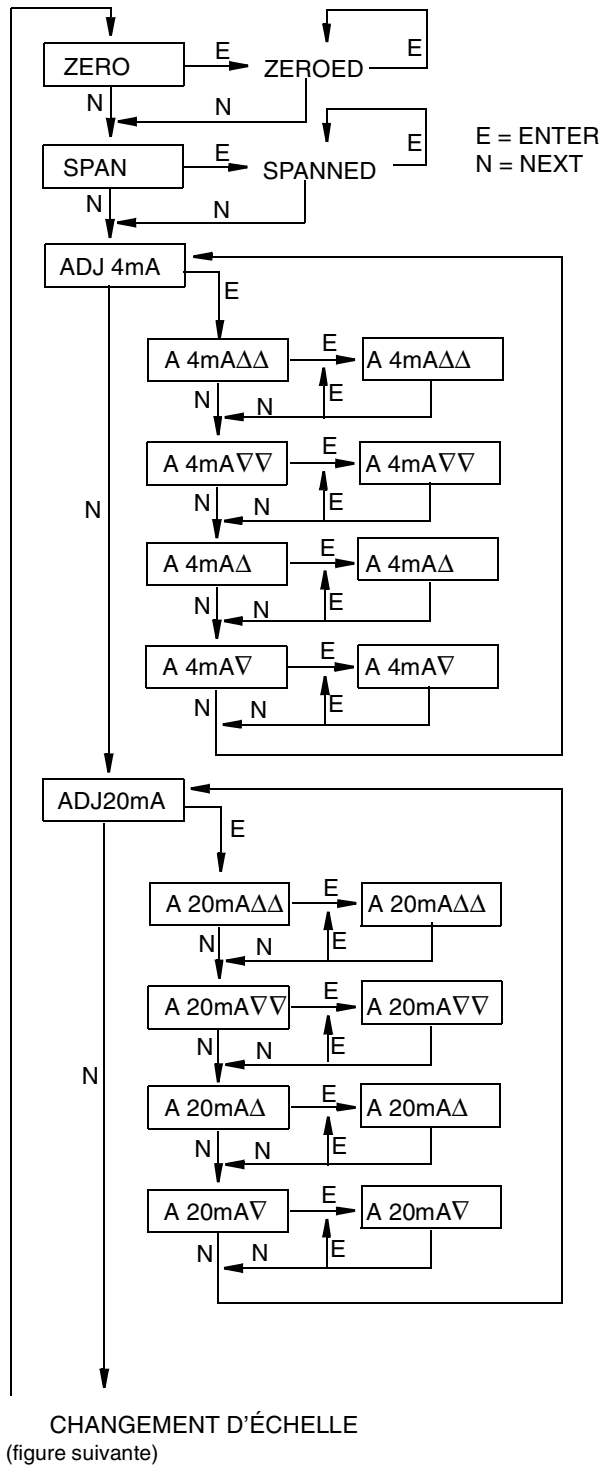 E
ZERO
E
ZEROED
N
N
E = ENTER
N = NEXT
E
SPAN
E
SPANNED
N
N
ADJ 4mA
E
E
A 4mA∆∆
A 4mA∆∆
N
N
E
E
A 4mA∇∇
A 4mA∇∇
N
N
N
E
E
A 4mA∆
A 4mA∆
N
N
E
E
A 4mA∇
A 4mA∇
N
N
E
ADJ20mA
E
E
A 20mA∆∆
A 20mA∆∆
N
N
E
E
A 20mA∇∇
A 20mA∇∇
N
N
N
E
E
A 20mA∆
A 20mA∆
N
N
E
E
A 20mA∇
A 20mA∇
N
N
E
CHANGEMENT D'ÉCHELLE
(figure suivante)